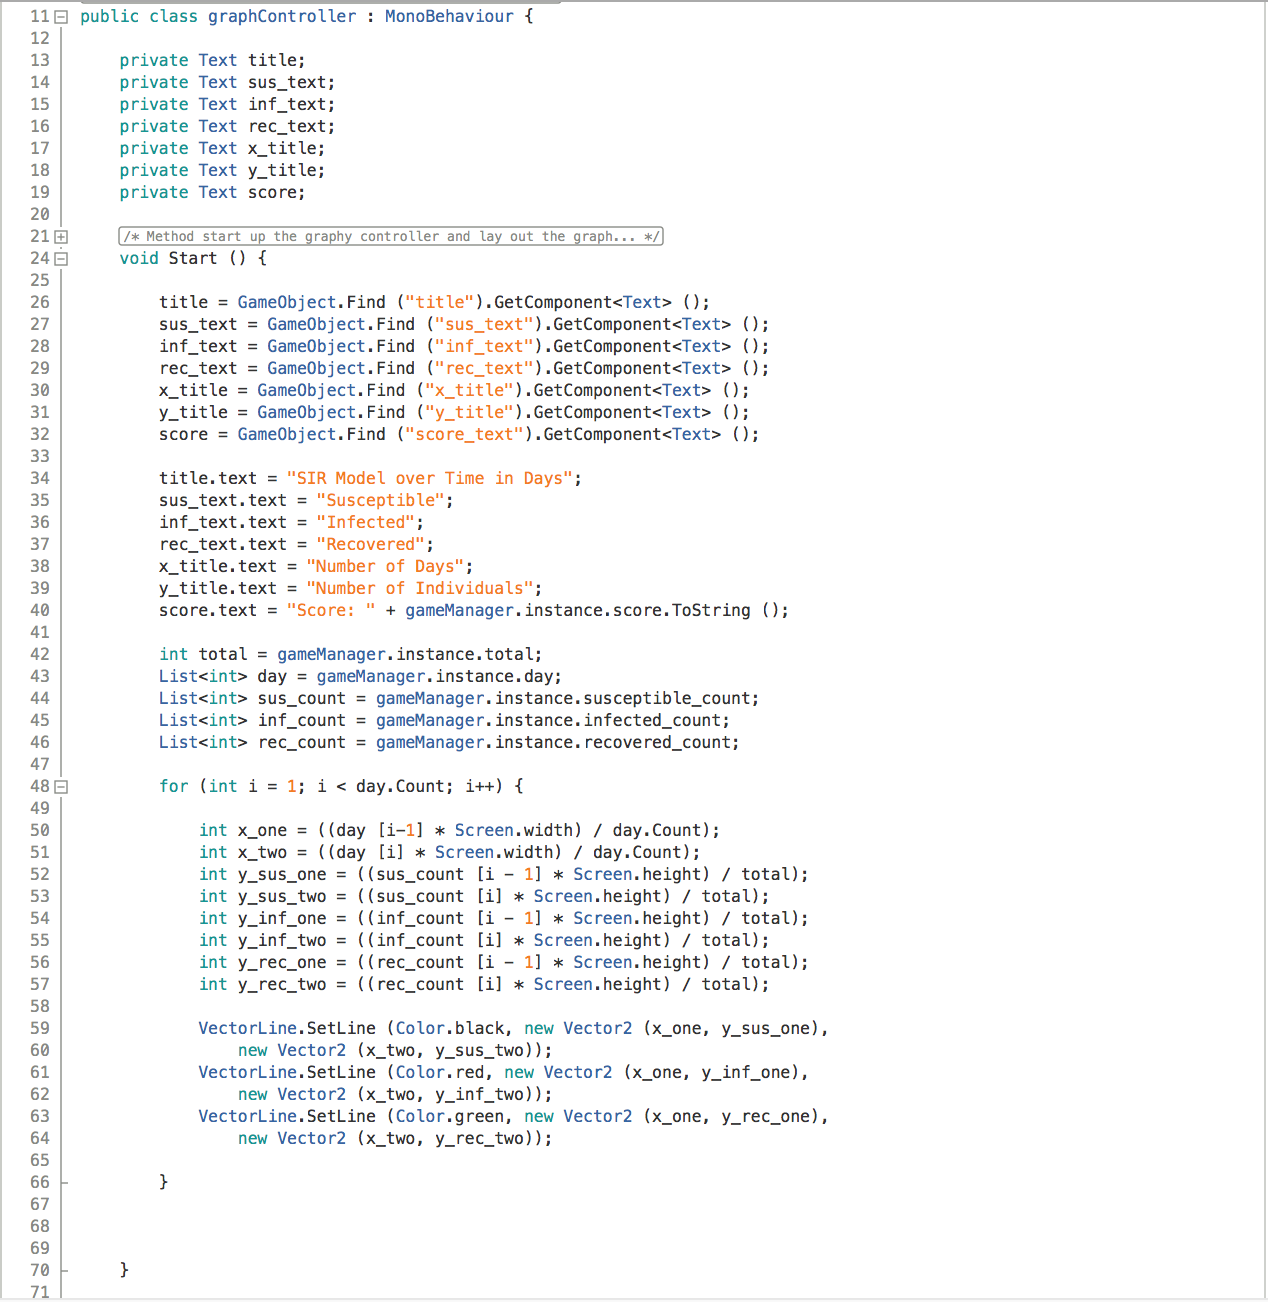 11 public class graphController : MonoBehaviour {
12
13 private Text title;
14 private Text sus_text;
15 private Text inf_text;
16 private Text rec_text;
17 private Text x_title;
18 private Text y_title;
19 private Text score;
20
21 /* Method start up the graphy controller and lay out the graph... */
24 void Start () {
25
26 title = GameObject.Find ("title").GetComponent<Text> ();
27 sus_text = GameObject.Find ("sus_text").GetComponent<Text> ();
28 inf_text = GameObject.Find ("inf_text").GetComponent<Text> ();
29 rec_text = GameObject.Find ("rec_text").GetComponent<Text> ();
30 x_title = GameObject.Find ("x_title").GetComponent<Text> ();
31 y_title = GameObject.Find ("y_title").GetComponent<Text> ();
32 score = GameObject.Find ("score_text").GetComponent<Text> ();
33
34 title.text = "SIR Model over Time in Days";
35 sus_text.text = "Susceptible";
36 inf_text.text = "Infected";
37 rec_text.text = "Recovered";
38 x_title.text = "Number of Days";
39 y_title.text = "Number of Individuals";
40 score.text = "Score: " + gameManager.instance.score.ToString ();
41
42 int total = gameManager.instance.total;
43 List<int> day = gameManager.instance.day;
44 List<int> sus_count = gameManager.instance.susceptible_count;
45 List<int> inf_count = gameManager.instance.infected_count;
46 List<int> rec_count = gameManager.instance.recovered_count;
47
48 for (int i = 1; i < day.Count; i++) {
49
50 int x_one = ((day [i-1] * Screen.width) / day.Count);
51 int x_two = ((day [i] * Screen.width) / day.Count);
52 int y_sus_one = ((sus_count [i - 1] * Screen.height) / total);
53 int y_sus_two = ((sus_count [i] * Screen.height) / total);
54 int y_inf_one = ((inf_count [i - 1] * Screen.height) / total);
55 int y_inf_two = ((inf_count [i] * Screen.height) / total);
56 int y_rec_one = ((rec_count [i - 1] * Screen.height) / total);
57 int y_rec_two = ((rec_count [i] * Screen.height) / total);
58
59 VectorLine.SetLine (Color.black, new Vector2 (x_one, y_sus_one),
60 new Vector2 (x_two, y_sus_two));
61 VectorLine.SetLine (Color.red, new Vector2 (x_one, y_inf_one),
62 new Vector2 (x_two, y_inf_two));
63 VectorLine.SetLine (Color.green, new Vector2 (x_one, y_rec_one),
64 new Vector2 (x_two, y_rec_two));
65
66 }
67
68
69
70 }
71